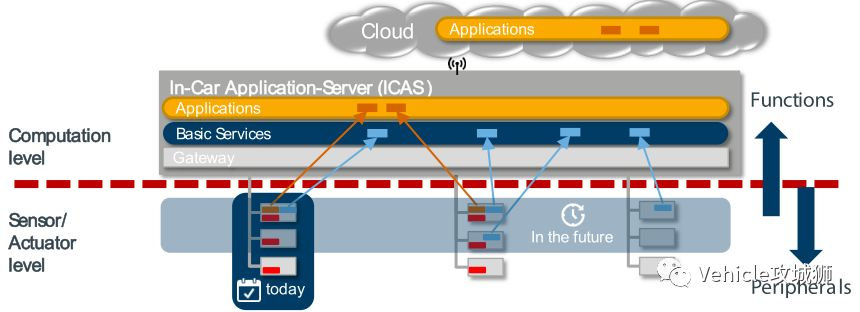 Cloud
Applications
In-Car Application-Server (ICAS)
Applications
Functions
Computation
level
Basic Services
Gateway
Sensor/
Actuator
level
In the future
today
Vehicle攻城狮
Peripherals